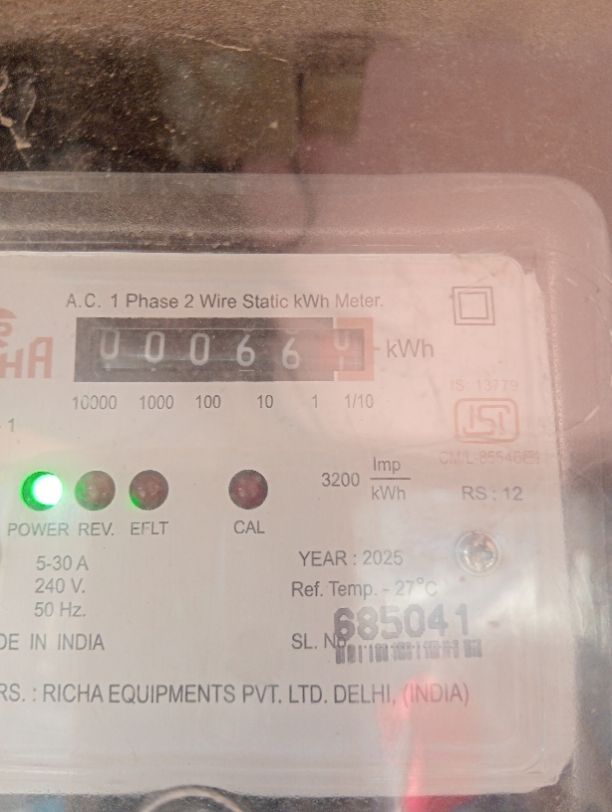 A.C. 1 Phase 2 Wire Static kWh Meter.
HA
0 0 0 6 6 kWh
10000 1000 100 10 1 1/10
IS: 13779
ISI
3200 Imp/kWh
RS : 12
POWER REV. EFLT CAL
5-30 A
240 V.
50 Hz.
YEAR : 2025
Ref. Temp. - 27°C
685041
DE IN INDIA
SL. No
RS. : RICHA EQUIPMENTS PVT. LTD. DELHI, (INDIA)